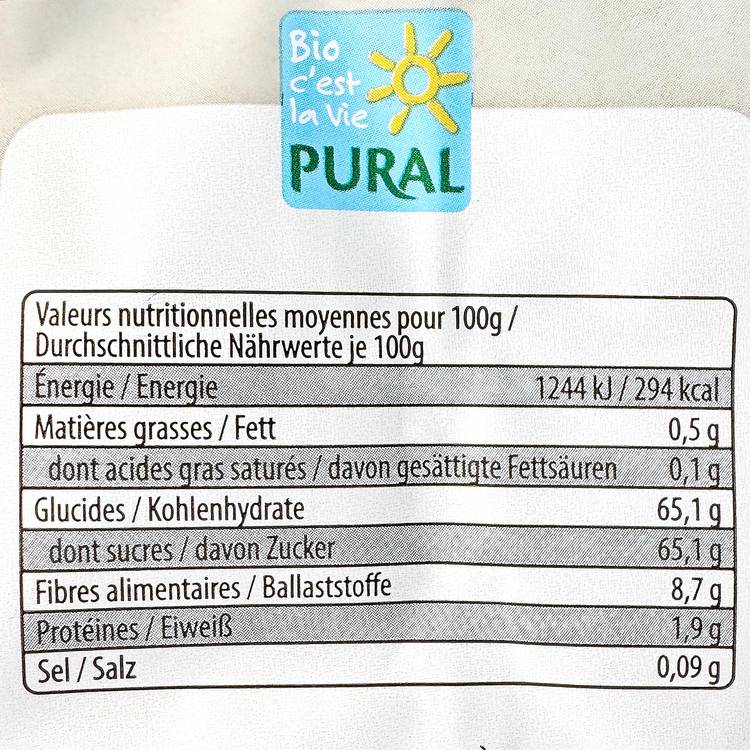 Bio
c'est
la Vie
PURAL
Valeurs nutritionnelles moyennes pour 100g /
Durchschnittliche Nährwerte je 100g
Énergie / Energie 1244 kJ / 294 kcal
Matières grasses / Fett 0,5 g
dont acides gras saturés / davon gesättigte Fettsäuren 0,1 g
Glucides / Kohlenhydrate 65,1 g
dont sucres / davon Zucker 65,1 g
Fibres alimentaires / Ballaststoffe 8,7 g
Protéines / Eiweiß 1,9 g
Sel / Salz 0,09 g